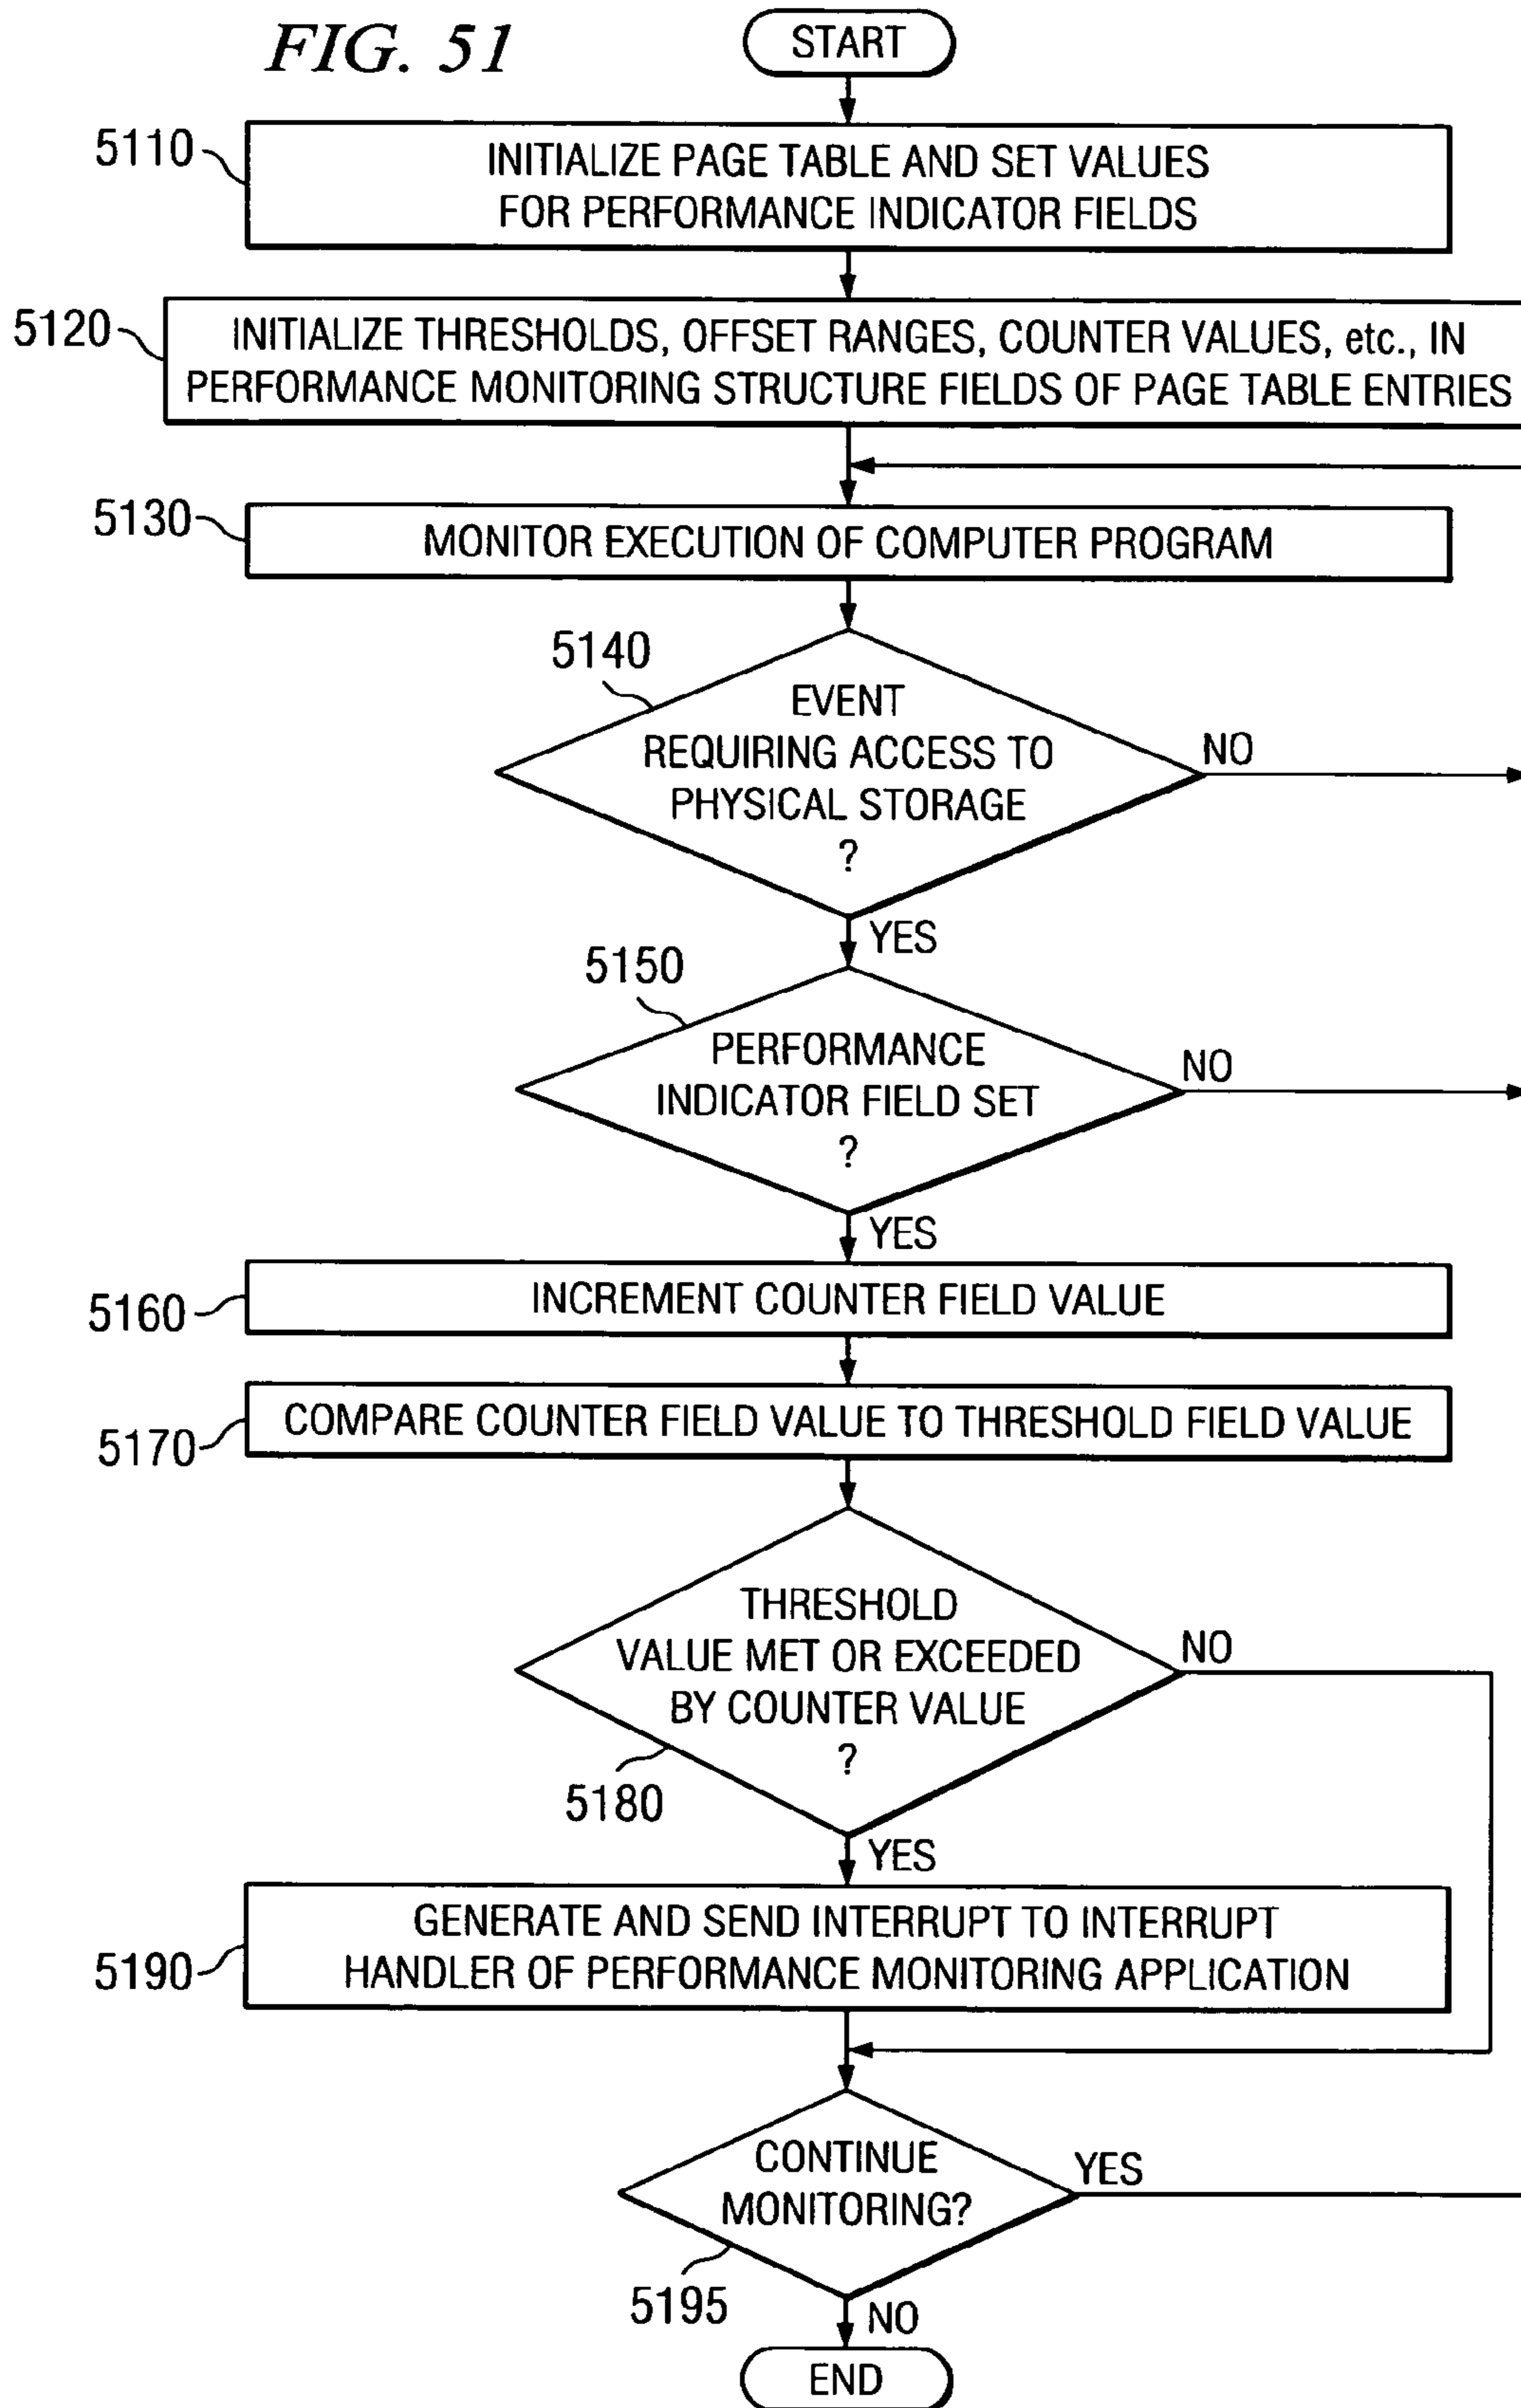 FIG. 51
START
5110
INITIALIZE PAGE TABLE AND SET VALUES
FOR PERFORMANCE INDICATOR FIELDS
5120
INITIALIZE THRESHOLDS, OFFSET RANGES, COUNTER VALUES, etc., IN
PERFORMANCE MONITORING STRUCTURE FIELDS OF PAGE TABLE ENTRIES
5130
MONITOR EXECUTION OF COMPUTER PROGRAM
5140
EVENT
REQUIRING ACCESS TO
PHYSICAL STORAGE
?
NO
YES
5150
PERFORMANCE
INDICATOR FIELD SET
?
NO
YES
5160
INCREMENT COUNTER FIELD VALUE
5170
COMPARE COUNTER FIELD VALUE TO THRESHOLD FIELD VALUE
THRESHOLD
VALUE MET OR EXCEEDED
BY COUNTER VALUE
?
NO
5180
YES
5190
GENERATE AND SEND INTERRUPT TO INTERRUPT
HANDLER OF PERFORMANCE MONITORING APPLICATION
CONTINUE
MONITORING?
YES
5195
NO
END